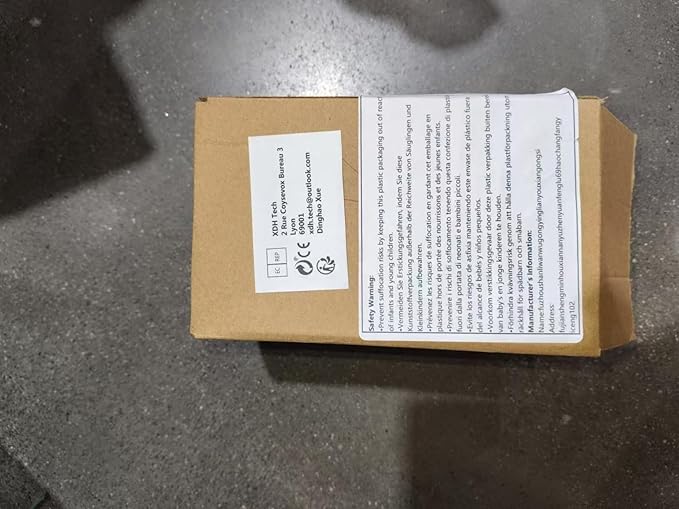 EC REP
XDH Tech
2 Rue Coysevox Bureau 3
Lyon
69001
xdh.tech@outlook.com
Dinghao Xue
CE
Safety Warning:
•Prevent suffocation risks by keeping this plastic packaging out of reach
of infants and young children.
•Vermeiden Sie Erstickungsgefahren, indem Sie diese
Kunststoffverpackung außerhalb der Reichweite von Säuglingen und
Kleinkindern aufbewahren.
•Prévenez les risques de suffocation en gardant cet emballage en
plastique hors de portée des nourrissons et des jeunes enfants.
•Prevenire i rischi di soffocamento tenendo questa confezione di plasti
fuori dalla portata di neonati e bambini piccoli.
•Evite los riesgos de asfixia manteniendo este envase de plástico fuera
del alcance de bebés y niños pequeños.
•Voorkom verstikkingsgevaar door deze plastic verpakking buiten bere
van baby's en jonge kinderen te houden.
•Förhindra kvävningsrisk genom att hålla denna plastförpackning utom
räckhåll för spädbarn och småbarn.
Manufacturer's Information:
Address: